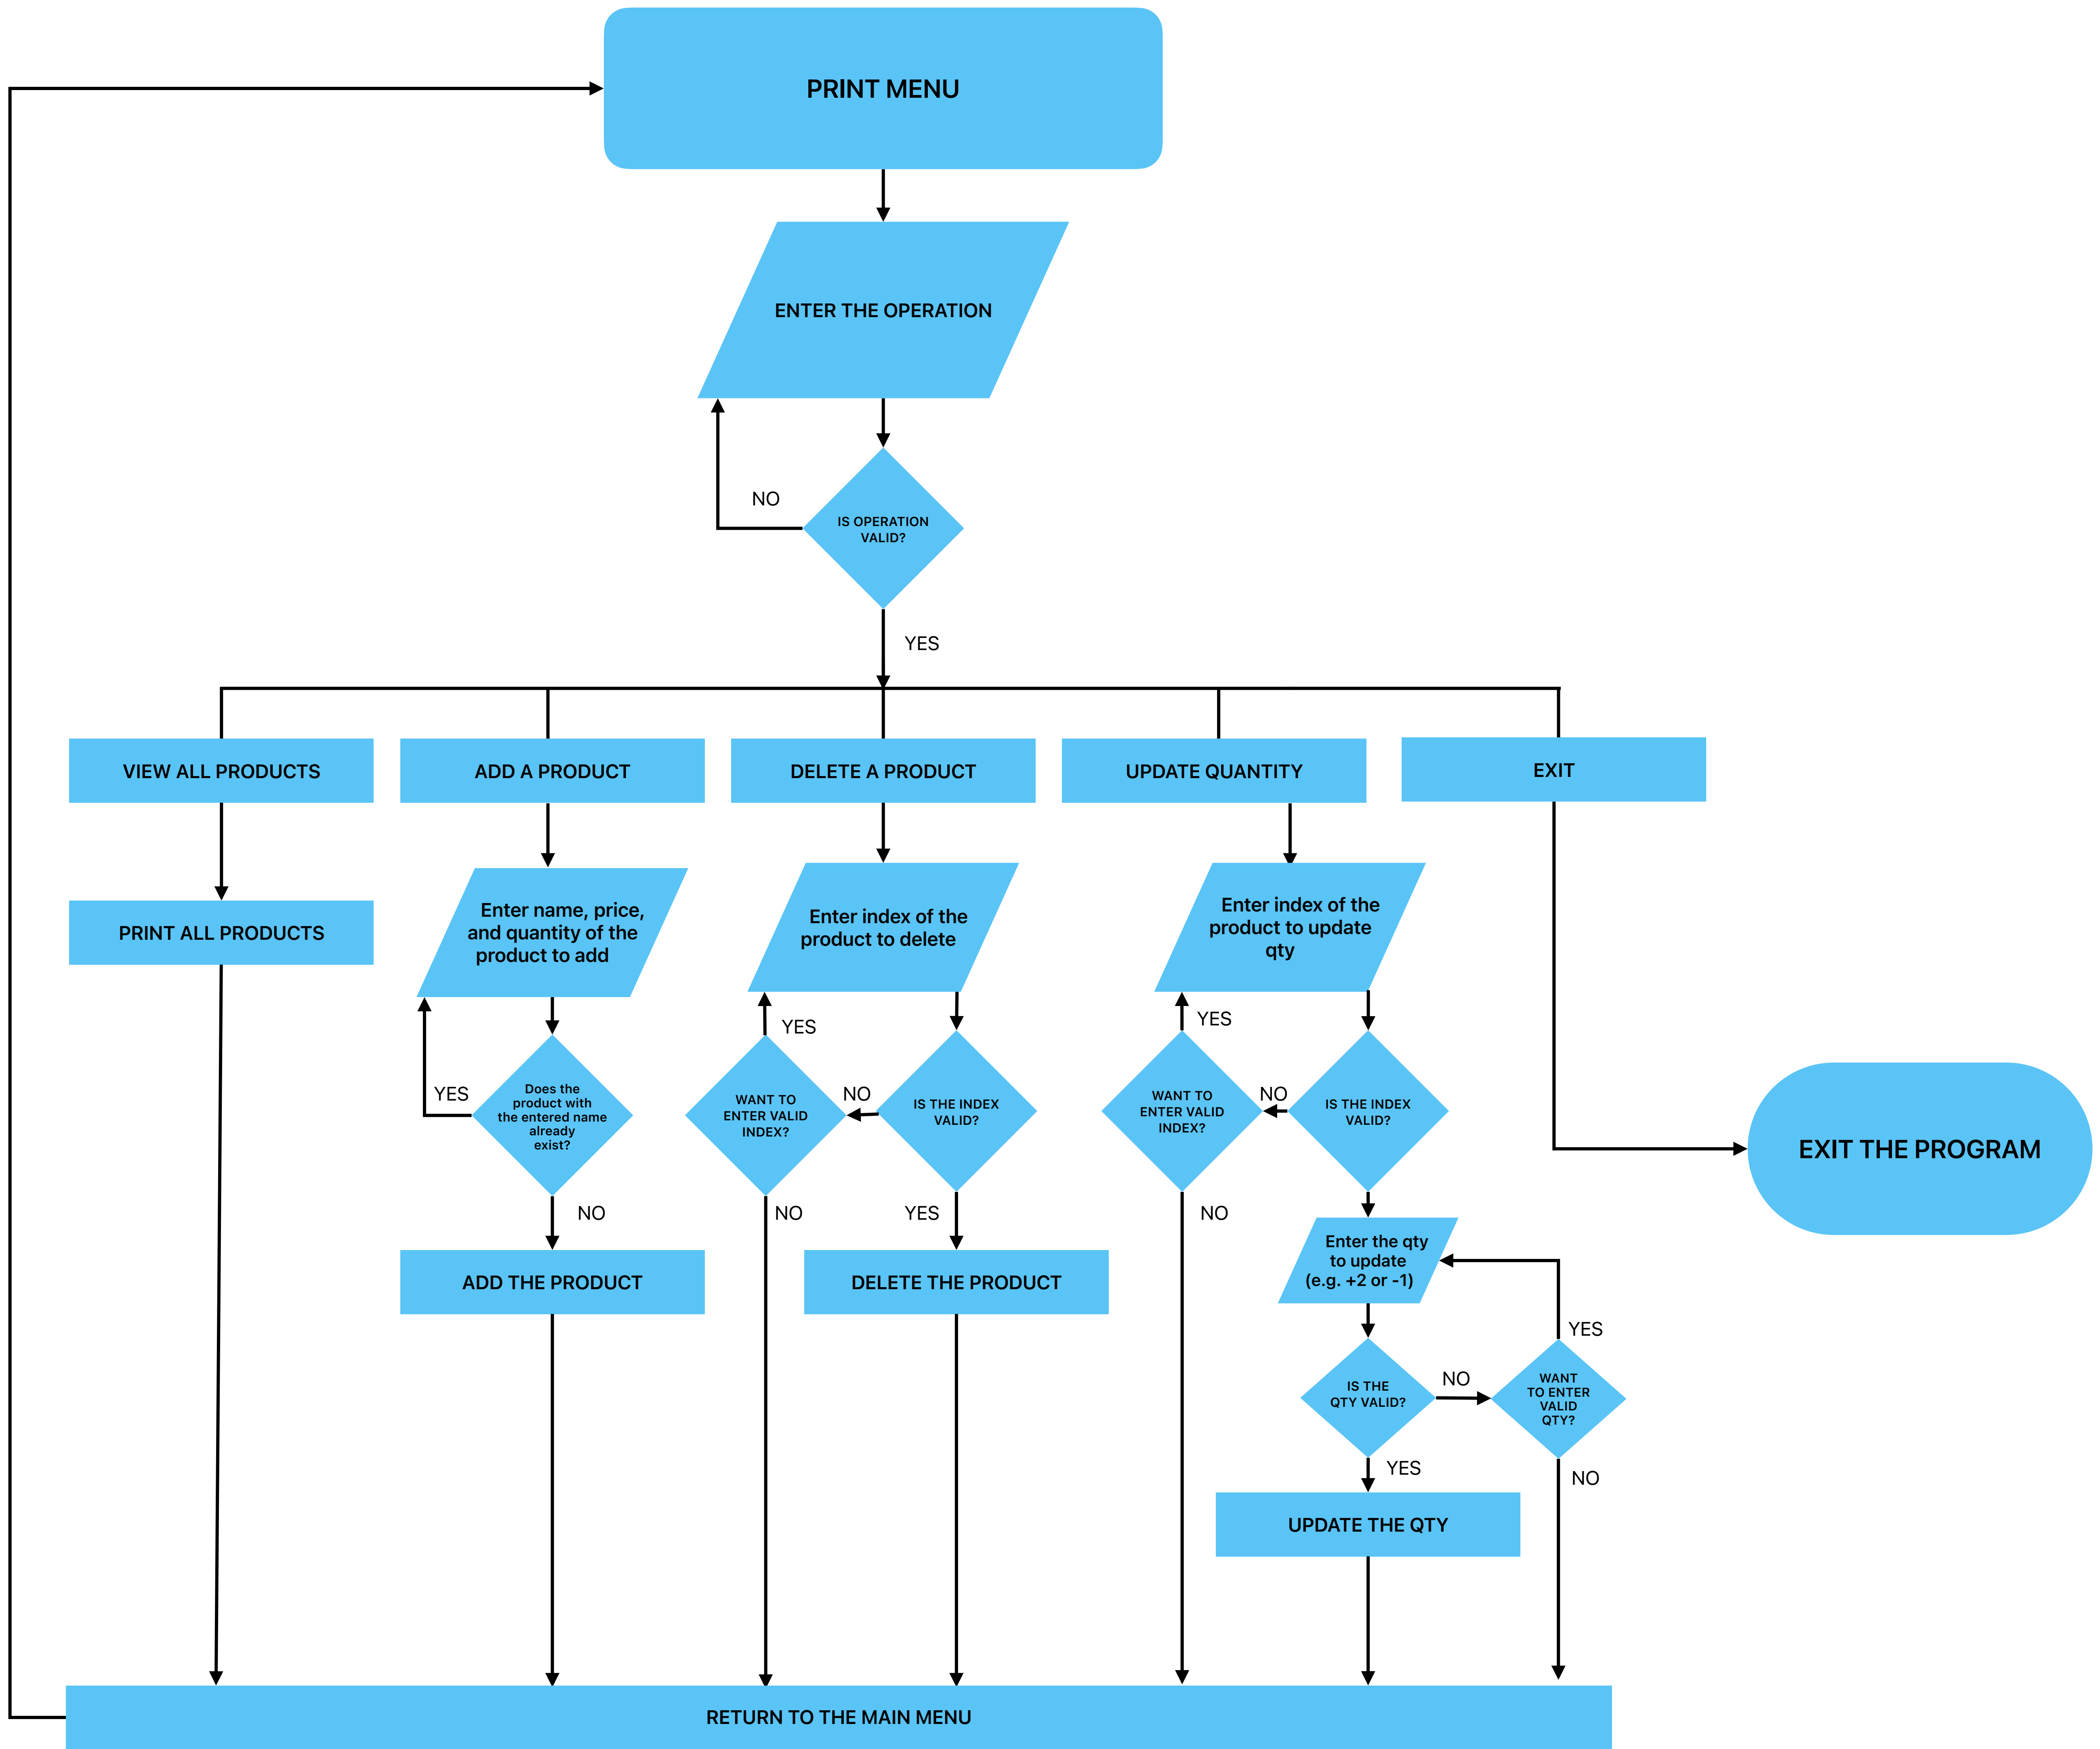 PRINT MENU
ENTER THE OPERATION
NO
IS OPERATION
VALID?
YES
VIEW ALL PRODUCTS
ADD A PRODUCT
DELETE A PRODUCT
UPDATE QUANTITY
EXIT
PRINT ALL PRODUCTS
Enter name, price,
and quantity of the
product to add
Enter index of the
product to delete
Enter index of the
product to update
qty
YES
Does the
product with
the entered name
already
exist?
NO
ADD THE PRODUCT
YES
WANT TO
ENTER VALID
INDEX?
NO
IS THE INDEX
VALID?
NO
YES
DELETE THE PRODUCT
YES
WANT TO
ENTER VALID
INDEX?
NO
IS THE INDEX
VALID?
NO
EXIT THE PROGRAM
Enter the qty
to update
(e.g. +2 or -1)
YES
IS THE
QTY VALID?
NO
WANT
TO ENTER
VALID
QTY?
YES
NO
UPDATE THE QTY
RETURN TO THE MAIN MENU